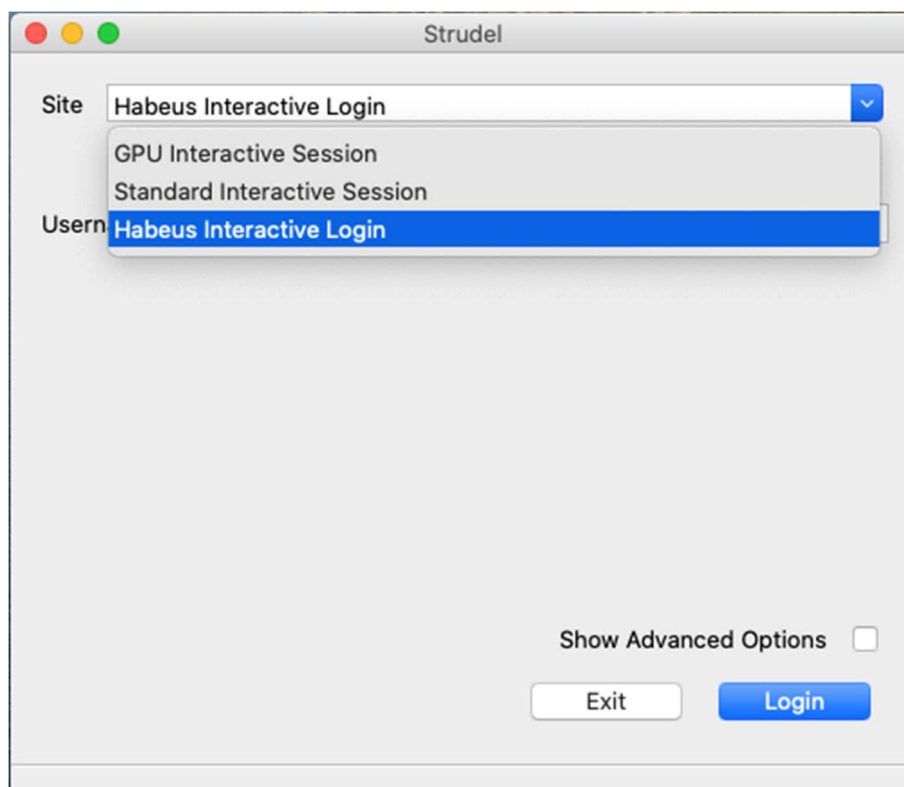 Strudel
Site Habeus Interactive Login
GPU Interactive Session
Standard Interactive Session
Usern Habeus Interactive Login
Show Advanced Options
Exit Login